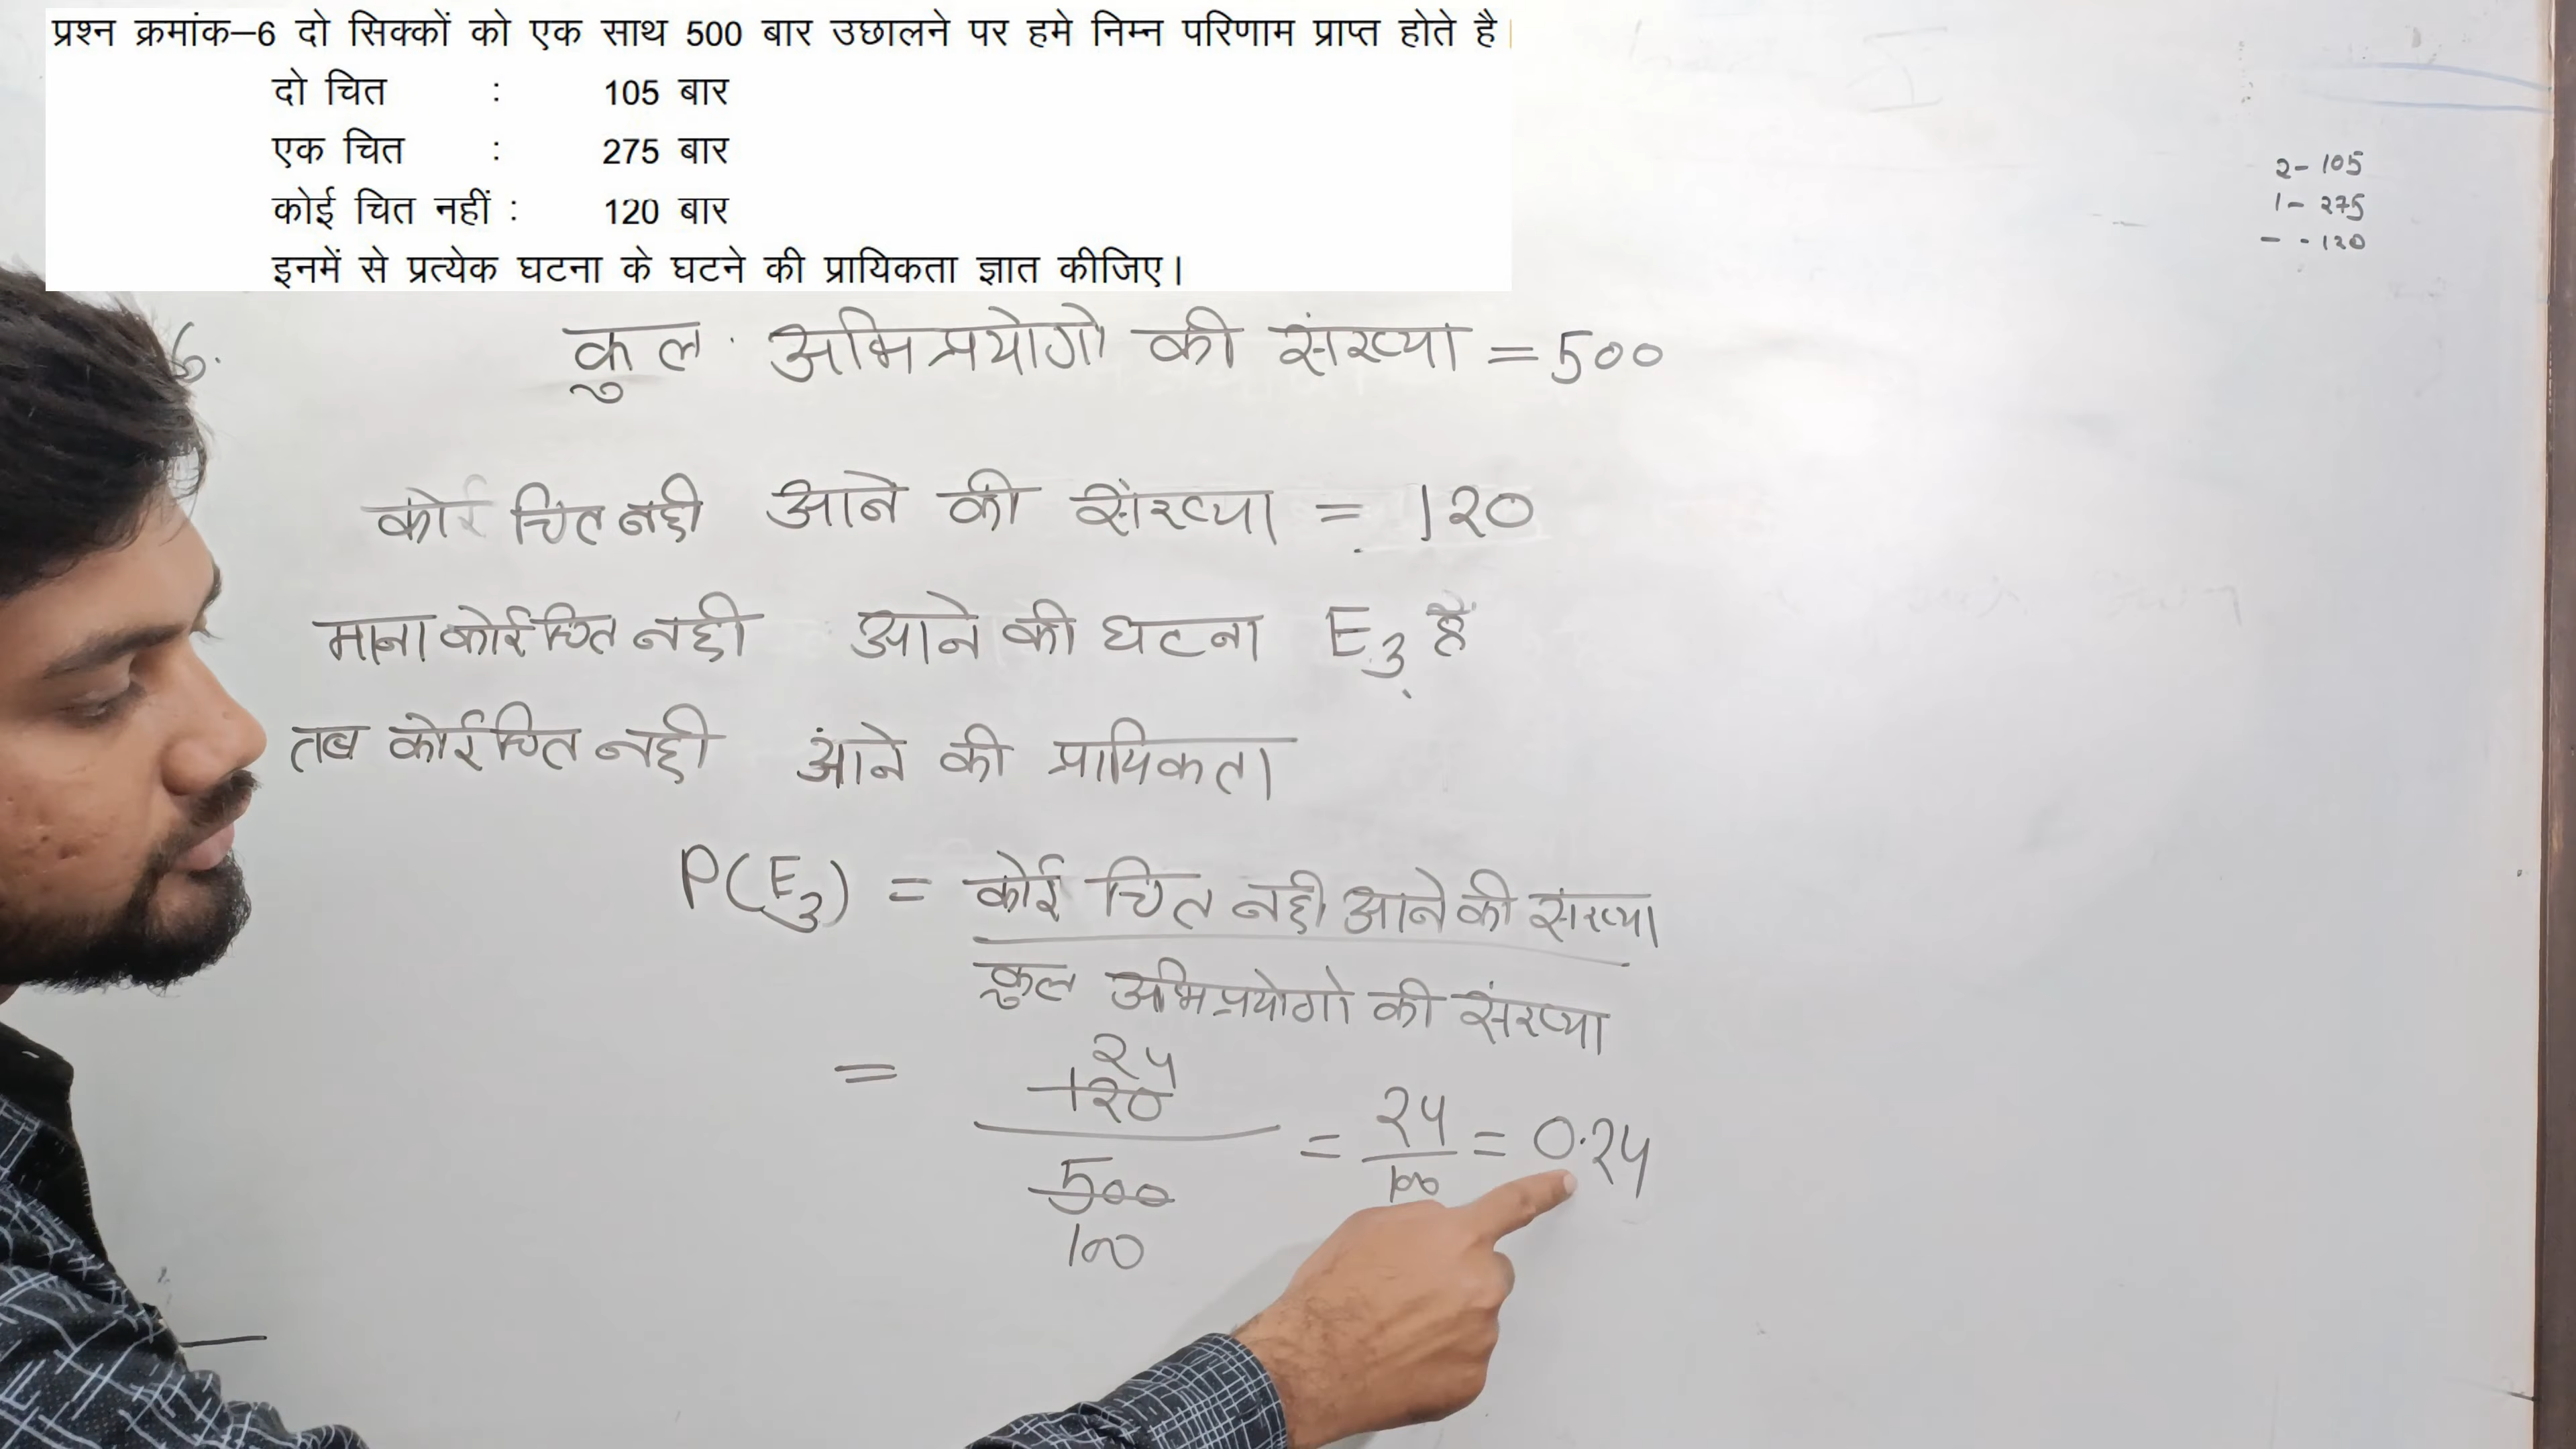 प्रश्न क्रमांक–6 दो सिक्कों को एक साथ 500 बार उछालने पर हमे निम्न परिणाम प्राप्त होते है।
दो चित : 105 बार
एक चित : 275 बार
कोई चित नहीं : 120 बार
इनमें से प्रत्येक घटना के घटने की प्रायिकता ज्ञात कीजिए।
2- 105
1- 275
- - 120
6. कुल अभिप्रयोगो की संख्या = 500
कोई चित नही आने की संख्या = 120
माना कोई चित नही आने की घटना E3 है
तब कोई चित नही आने की प्रायिकता
P(E3) = कोई चित नही आने की संख्या
कुल अभिप्रयोगो की संख्या
24
= 120 / 500 = 24 / 100 = 0.24
100